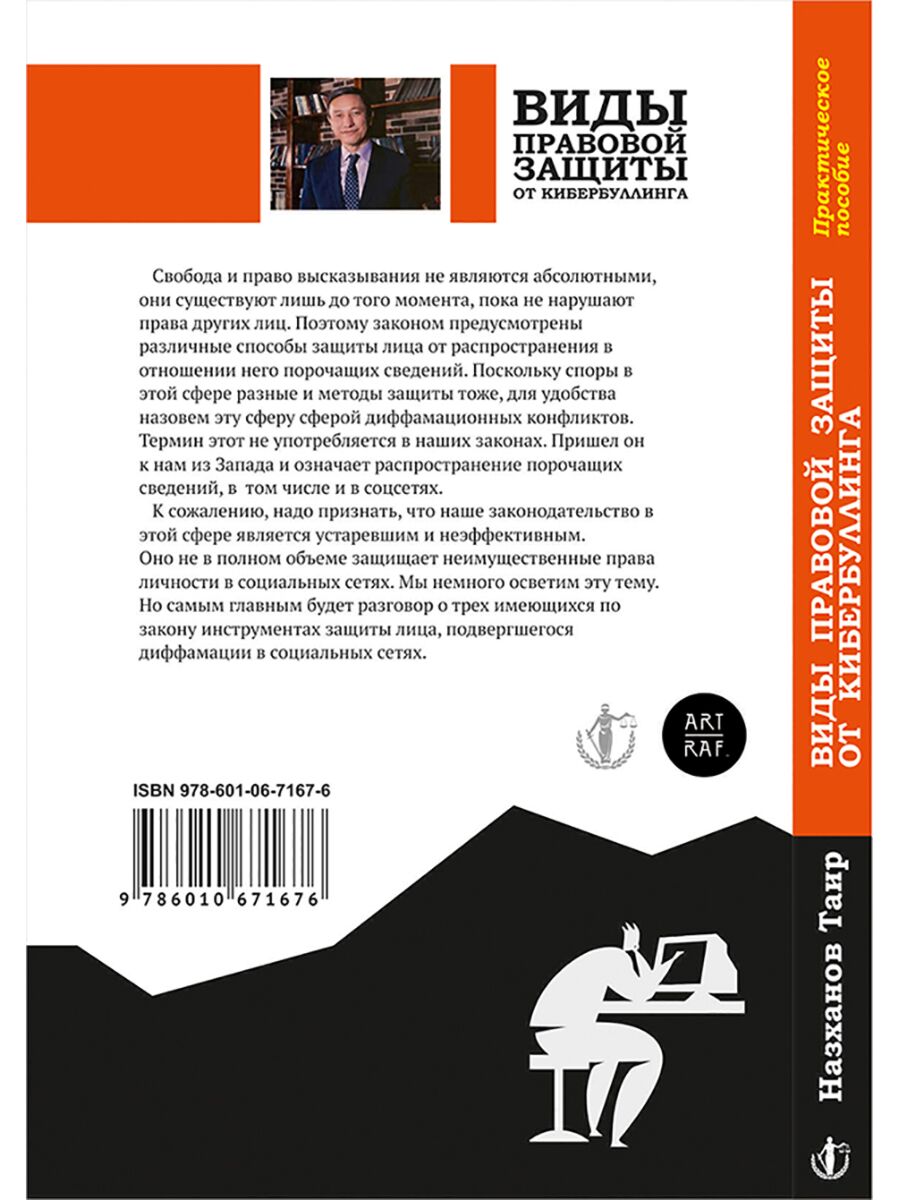 ВИДЫ
ПРАВОВОЙ
ЗАЩИТЫ
ОТ КИБЕРБУЛЛИНГА
Свобода и право высказывания не являются абсолютными,
они существуют лишь до того момента, пока не нарушают
права других лиц. Поэтому законом предусмотрены
различные способы защиты лица от распространения в
отношении него порочащих сведений. Поскольку споры в
этой сфере разные и методы защиты тоже, для удобства
назовем эту сферу сферой диффамационных конфликтов.
Термин этот не употребляется в наших законах. Пришел он
к нам из Запада и означает распространение порочащих
сведений, в том числе и в соцсетях.
К сожалению, надо признать, что наше законодательство в
этой сфере является устаревшим и неэффективным.
Оно не в полном объеме защищает неимущественные права
личности в социальных сетях. Мы немного осветим эту тему.
Но самым главным будет разговор о трех имеющихся по
закону инструментах защиты лица, подвергшегося
диффамации в социальных сетях.
ART
RAF
ISBN 978-601-06-7167-6
9 786010 671676
Практическое
пособие
ВИДЫ ПРАВОВОЙ ЗАЩИТЫ
ОТ КИБЕРБУЛЛИНГА
Назханов Таир